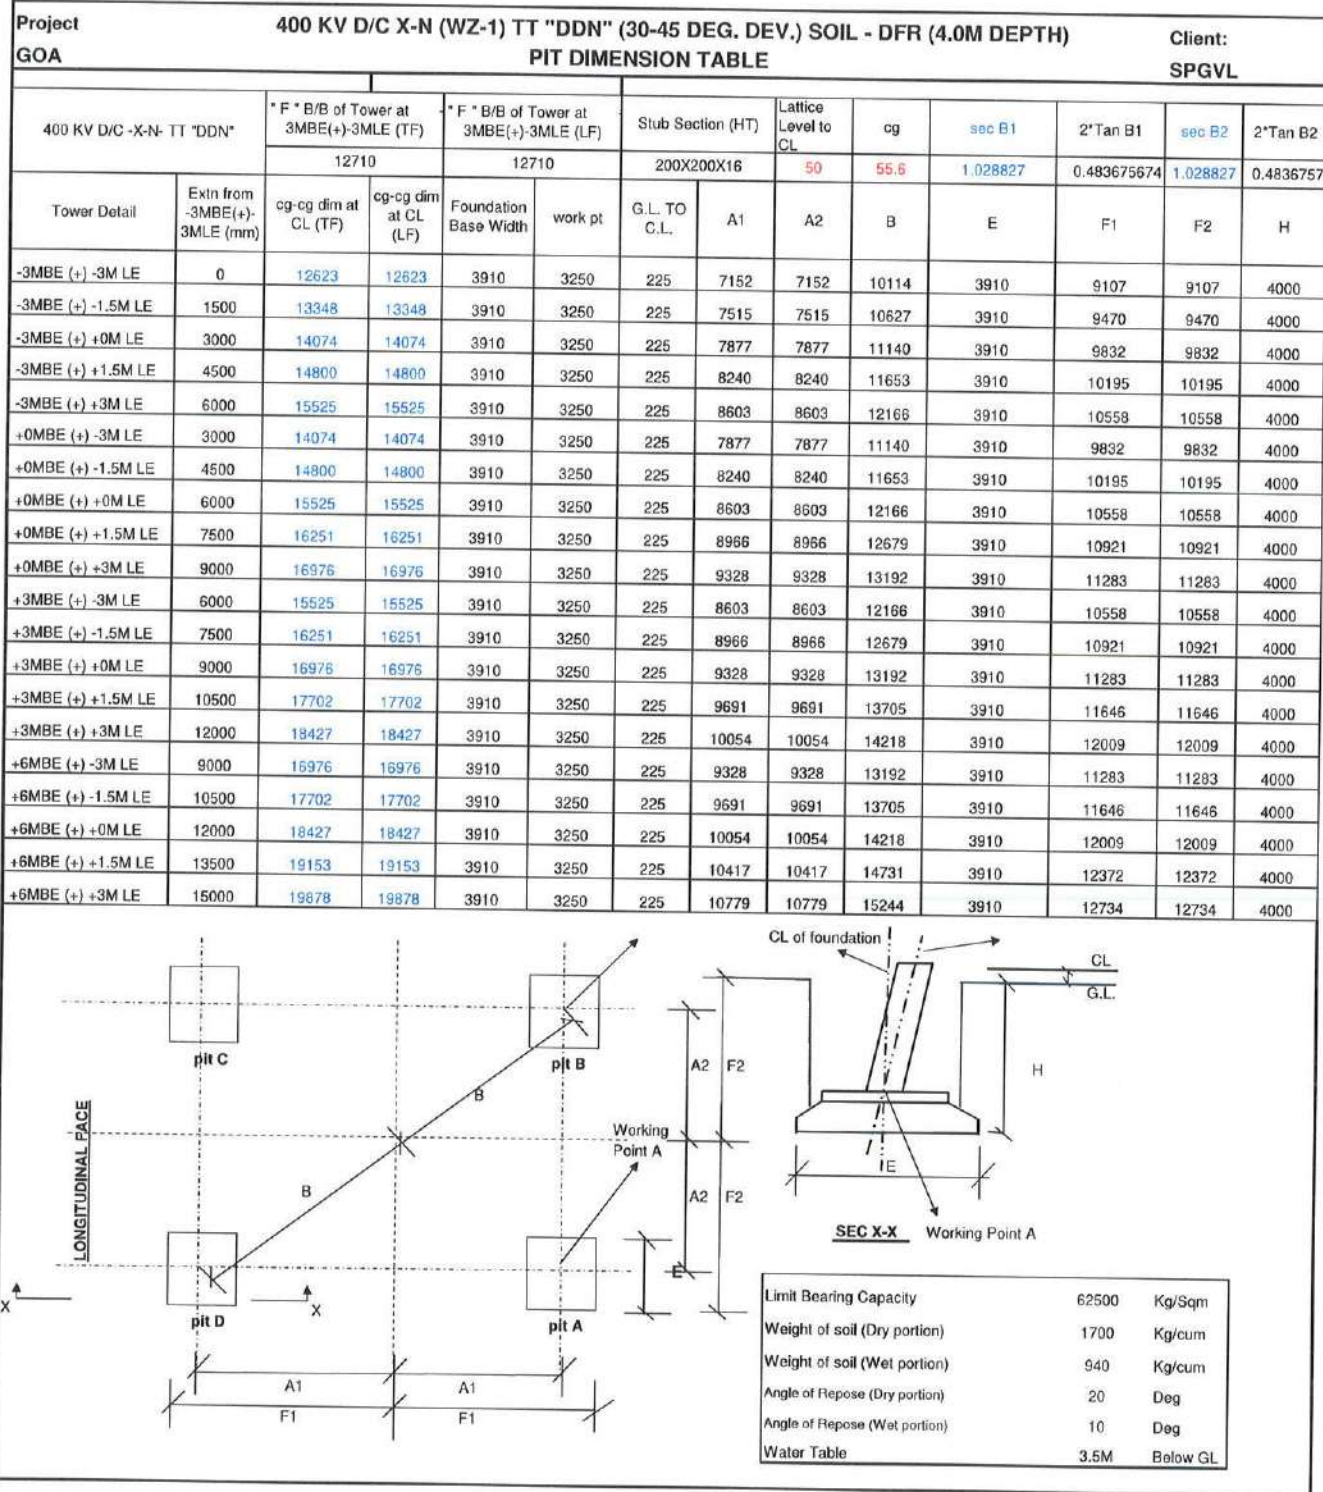 Project 400 KV D/C X-N (WZ-1) TT "DDN" (30-45 DEG. DEV.) SOIL - DFR (4.0M DEPTH) Client:
GOA PIT DIMENSION TABLE SPGVL
400 KV D/C -X-N- TT "DDN"
" F " B/B of Tower at
3MBE(+)-3MLE (TF)
" F " B/B of Tower at
3MBE(+)-3MLE (LF)
Stub Section (HT)
Lattice
Level to
CL
cg sec B1 2*Tan B1 sec B2 2*Tan B2
12710 12710 200X200X16 50 55.6 1.028827 0.483675674 1.028827 0.4836757
Tower Detail
Extn from
-3MBE(+)-
3MLE (mm)
cg-cg dim at
CL (TF)
cg-cg dim
at CL
(LF)
Foundation
Base Width
work pt
G.L. TO
C.L.
A1 A2 B E F1 F2 H
-3MBE (+) -3M LE 0 12623 12623 3910 3250 225 7152 7152 10114 3910 9107 9107 4000
-3MBE (+) -1.5M LE 1500 13348 13348 3910 3250 225 7515 7515 10627 3910 9470 9470 4000
-3MBE (+) +0M LE 3000 14074 14074 3910 3250 225 7877 7877 11140 3910 9832 9832 4000
-3MBE (+) +1.5M LE 4500 14800 14800 3910 3250 225 8240 8240 11653 3910 10195 10195 4000
-3MBE (+) +3M LE 6000 15525 15525 3910 3250 225 8603 8603 12166 3910 10558 10558 4000
+0MBE (+) -3M LE 3000 14074 14074 3910 3250 225 7877 7877 11140 3910 9832 9832 4000
+0MBE (+) -1.5M LE 4500 14800 14800 3910 3250 225 8240 8240 11653 3910 10195 10195 4000
+0MBE (+) +0M LE 6000 15525 15525 3910 3250 225 8603 8603 12166 3910 10558 10558 4000
+0MBE (+) +1.5M LE 7500 16251 16251 3910 3250 225 8966 8966 12679 3910 10921 10921 4000
+0MBE (+) +3M LE 9000 16976 16976 3910 3250 225 9328 9328 13192 3910 11283 11283 4000
+3MBE (+) -3M LE 6000 15525 15525 3910 3250 225 8603 8603 12166 3910 10558 10558 4000
+3MBE (+) -1.5M LE 7500 16251 16251 3910 3250 225 8966 8966 12679 3910 10921 10921 4000
+3MBE (+) +0M LE 9000 16976 16976 3910 3250 225 9328 9328 13192 3910 11283 11283 4000
+3MBE (+) +1.5M LE 10500 17702 17702 3910 3250 225 9691 9691 13705 3910 11646 11646 4000
+3MBE (+) +3M LE 12000 18427 18427 3910 3250 225 10054 10054 14218 3910 12009 12009 4000
+6MBE (+) -3M LE 9000 16976 16976 3910 3250 225 9328 9328 13192 3910 11283 11283 4000
+6MBE (+) -1.5M LE 10500 17702 17702 3910 3250 225 9691 9691 13705 3910 11646 11646 4000
+6MBE (+) +0M LE 12000 18427 18427 3910 3250 225 10054 10054 14218 3910 12009 12009 4000
+6MBE (+) +1.5M LE 13500 19153 19153 3910 3250 225 10417 10417 14731 3910 12372 12372 4000
+6MBE (+) +3M LE 15000 19878 19878 3910 3250 225 10779 10779 15244 3910 12734 12734 4000
pit C
pit B
B
B
LONGITUDINAL PACE
Working
Point A
A2 F2
A2 F2
E
X
X
pit D
pit A
A1 A1
F1 F1
CL of foundation
CL
G.L.
H
E
SEC X-X Working Point A
Limit Bearing Capacity 62500 Kg/Sqm
Weight of soil (Dry portion) 1700 Kg/cum
Weight of soil (Wet portion) 940 Kg/cum
Angle of Repose (Dry portion) 20 Deg
Angle of Repose (Wet portion) 10 Deg
Water Table 3.5M Below GL